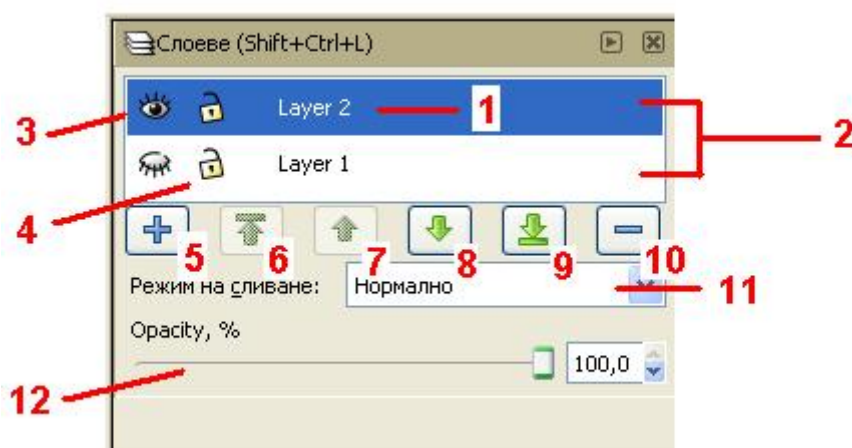 Слоеве (Shift+Ctrl+L)
3 Layer 2 1 2
4 Layer 1
5 6 7 8 9 10
Режим на сливане: Нормално 11
Opacity, %
12 100,0